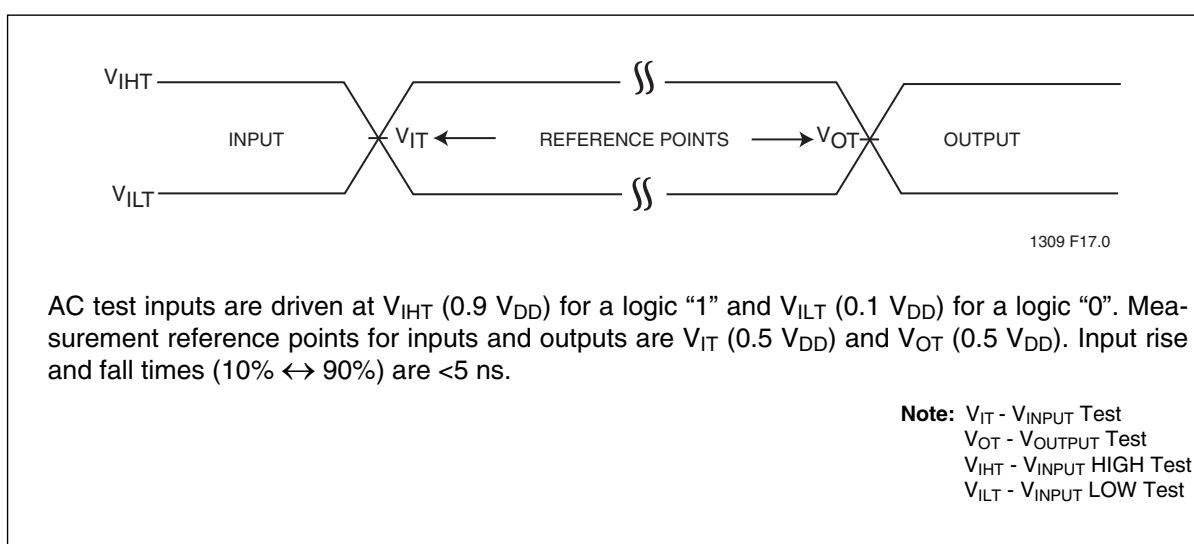 VIHT
INPUT VIT REFERENCE POINTS VOT OUTPUT
VILT
1309 F17.0
AC test inputs are driven at VIHT (0.9 VDD) for a logic “1” and VILT (0.1 VDD) for a logic “0”. Mea-
surement reference points for inputs and outputs are VIT (0.5 VDD) and VOT (0.5 VDD). Input rise
and fall times (10% ↔ 90%) are <5 ns.
Note: VIT - VINPUT Test
VOT - VOUTPUT Test
VIHT - VINPUT HIGH Test
VILT - VINPUT LOW Test